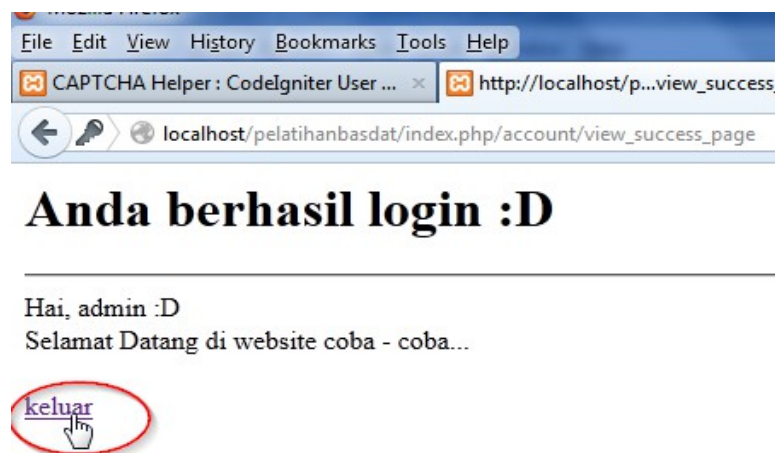 File Edit View History Bookmarks Tools Help
CAPTCHA Helper : CodeIgniter User ... × http://localhost/p...view_success_
localhost/pelatihanbasdat/index.php/account/view_success_page
Anda berhasil login :D
Hai, admin :D
Selamat Datang di website coba - coba...
keluar